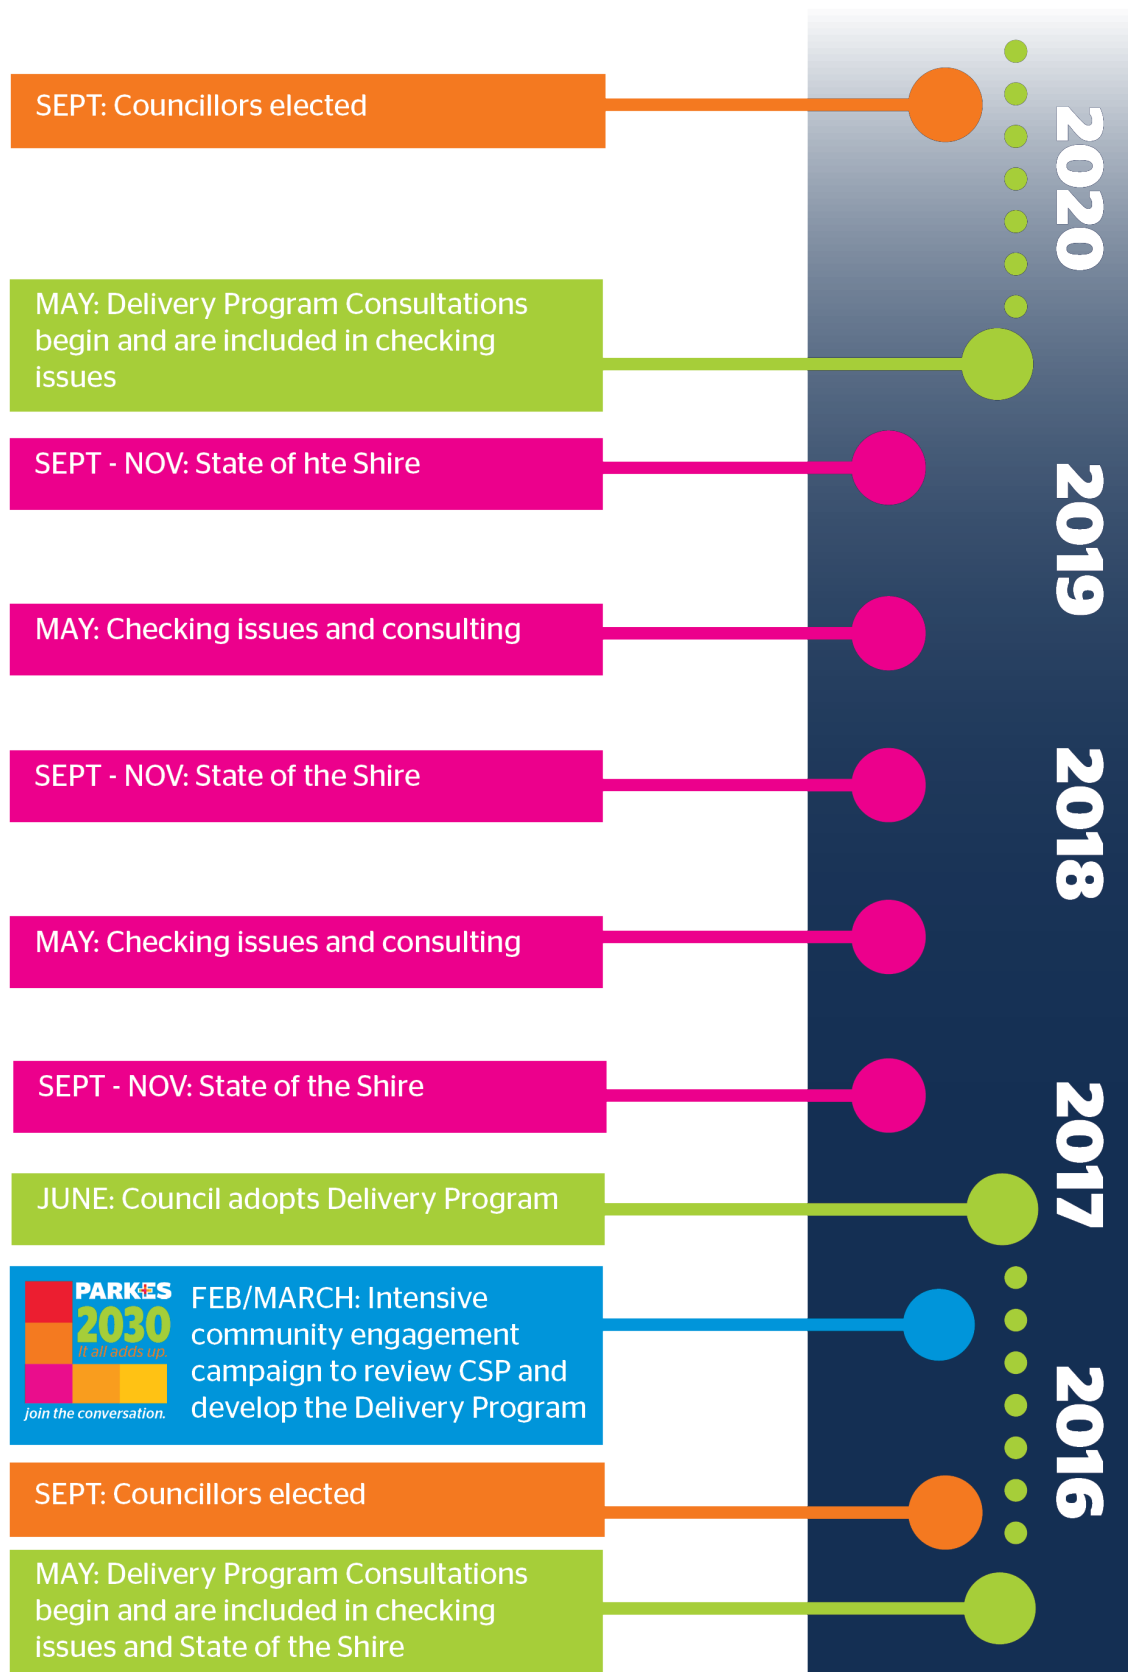 SEPT: Councillors elected
2020
MAY: Delivery Program Consultations
begin and are included in checking
issues
SEPT - NOV: State of hte Shire
2019
MAY: Checking issues and consulting
SEPT - NOV: State of the Shire
2018
MAY: Checking issues and consulting
SEPT - NOV: State of the Shire
2017
JUNE: Council adopts Delivery Program
PARKES
2030
It all adds up.
join the conversation.
FEB/MARCH: Intensive
community engagement
campaign to review CSP and
develop the Delivery Program
2016
SEPT: Councillors elected
MAY: Delivery Program Consultations
begin and are included in checking
issues and State of the Shire